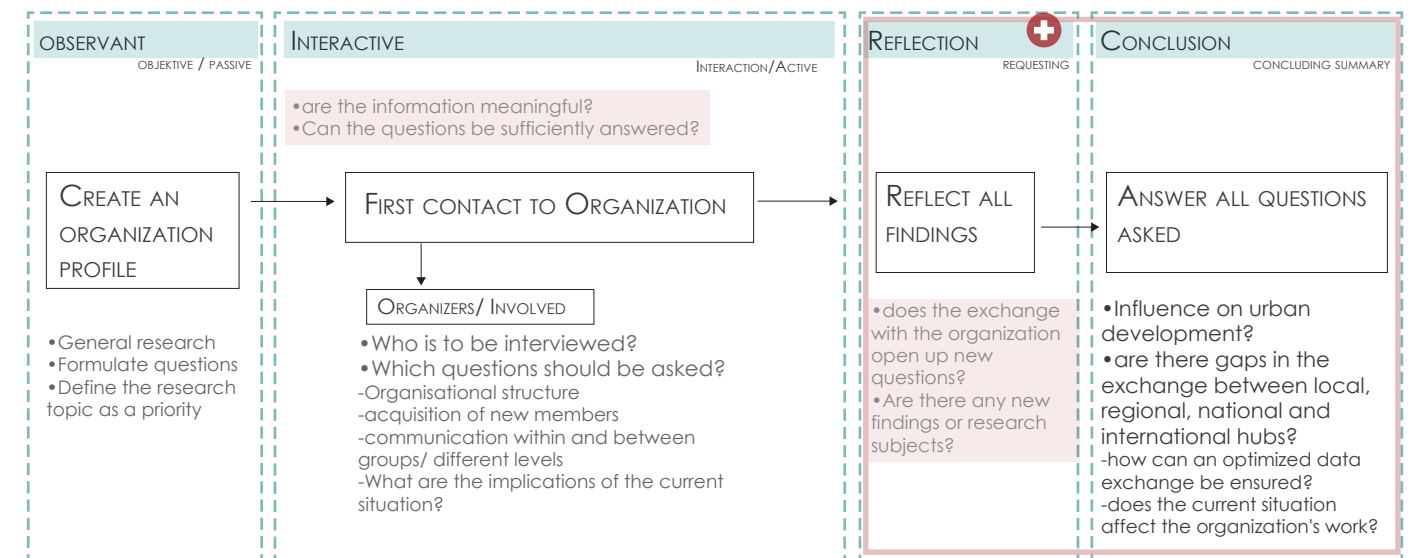 OBSERVANT
OBJEKTIVE / PASSIVE
CREATE AN
ORGANIZATION
PROFILE
•General research
•Formulate questions
•Define the research
topic as a priority
INTERACTIVE
INTERACTION/ACTIVE
•are the information meaningful?
•Can the questions be sufficiently answered?
FIRST CONTACT TO ORGANIZATION
ORGANIZERS/ INVOLVED
•Who is to be interviewed?
•Which questions should be asked?
-Organisational structure
-acquisition of new members
-communication within and between
groups/ different levels
-What are the implications of the current
situation?
REFLECTION
REQUESTING
REFLECT ALL
FINDINGS
•does the exchange
with the organization
open up new
questions?
•Are there any new
findings or research
subjects?
CONCLUSION
CONCLUDING SUMMARY
ANSWER ALL QUESTIONS
ASKED
•Influence on urban
development?
•are there gaps in the
exchange between local,
regional, national and
international hubs?
-how can an optimized data
exchange be ensured?
-does the current situation
affect the organization's work?